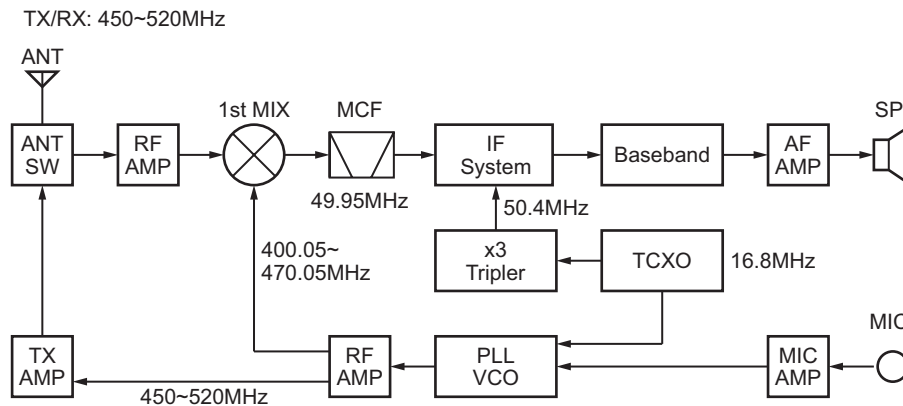 TX/RX: 450~520MHz
ANT
1st MIX
MCF
SP
ANT
SW
RF
AMP
IF
System
Baseband
AF
AMP
49.95MHz
50.4MHz
400.05~
470.05MHz
x3
Tripler
TCXO
16.8MHz
MIC
TX
AMP
RF
AMP
PLL
VCO
MIC
AMP
450~520MHz